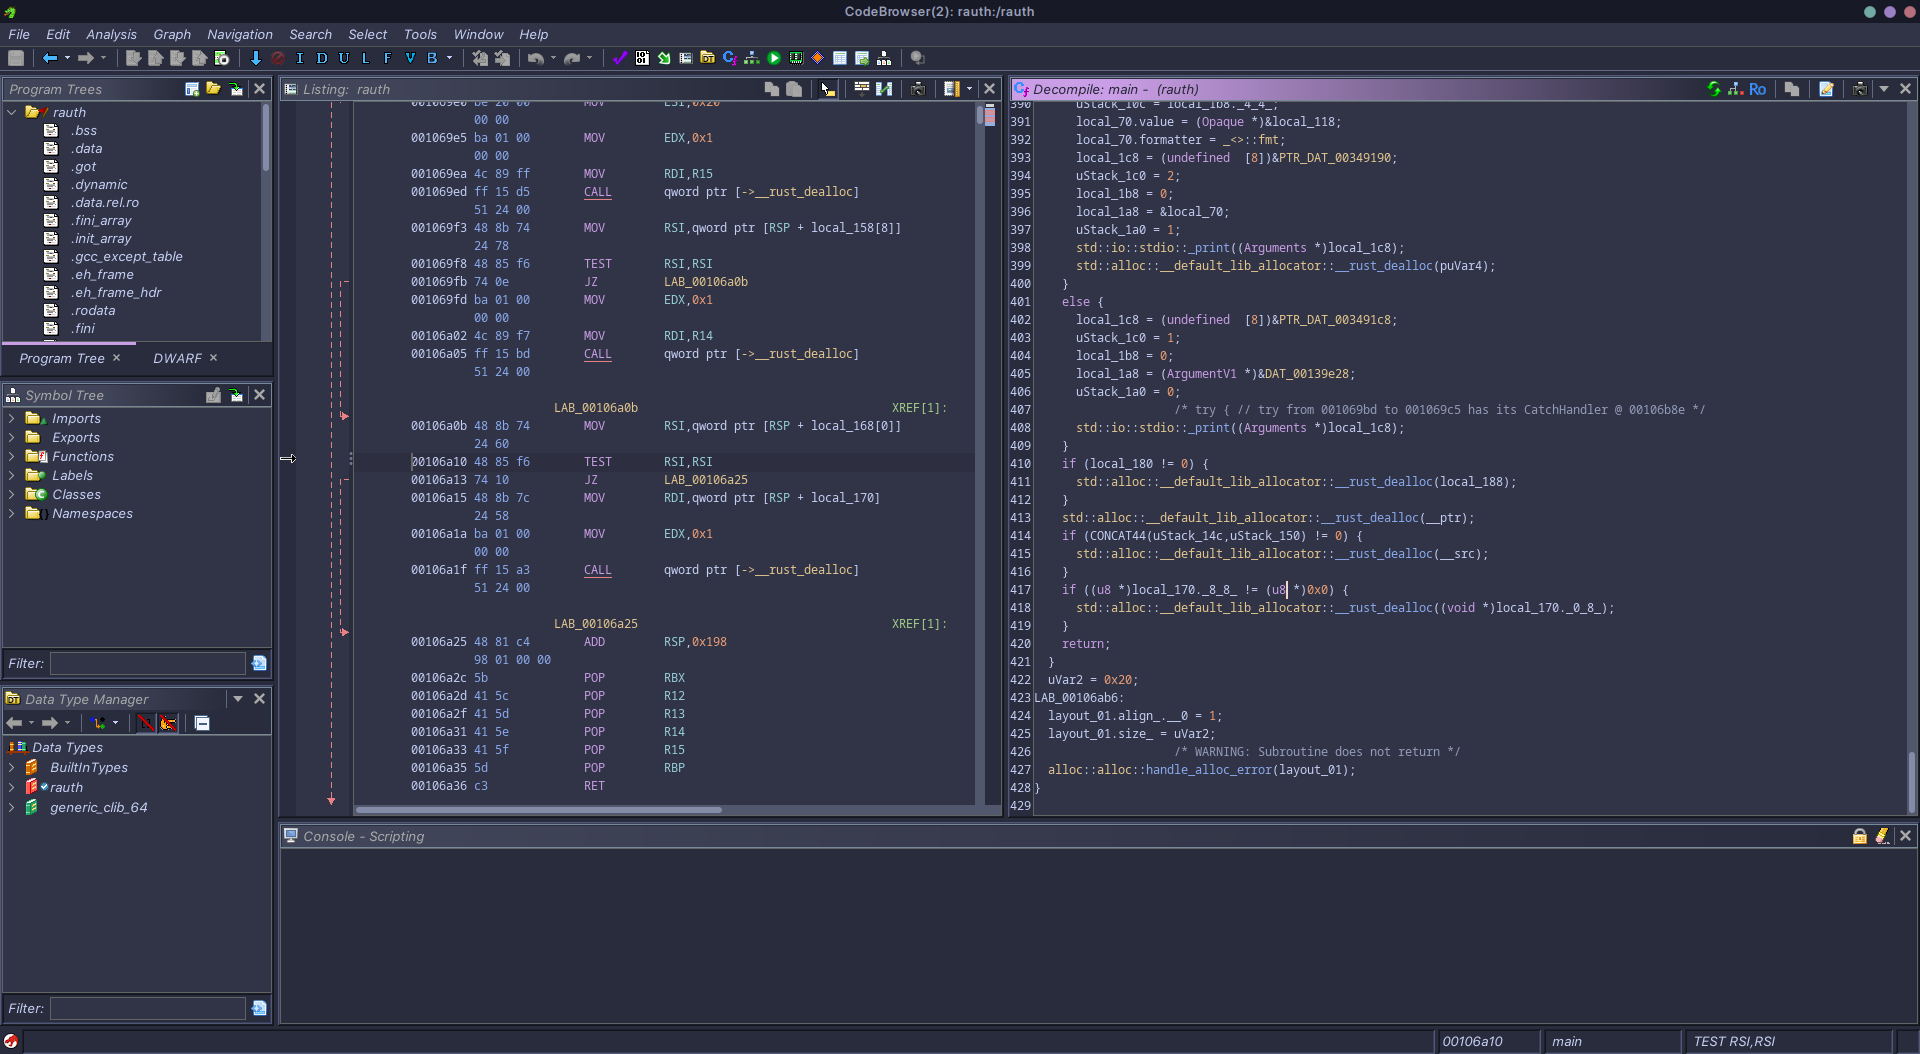 CodeBrowser(2): rauth:/rauth
File Edit Analysis Graph Navigation Search Select Tools Window Help
I D U L F V B
Program Trees
rauth
.bss
.data
.got
.dynamic
.data.rel.ro
.fini_array
.init_array
.gcc_except_table
.eh_frame
.eh_frame_hdr
.rodata
.fini
Program Tree × DWARF ×
Symbol Tree
Imports
Exports
Functions
Labels
Classes
Namespaces
Filter:
Data Type Manager
Data Types
BuiltInTypes
rauth
generic_clib_64
Filter:
Listing: rauth
001069e0 be 20 00 MOV ESI,0x20
00 00
001069e5 ba 01 00 MOV EDX,0x1
00 00
001069ea 4c 89 ff MOV RDI,R15
001069ed ff 15 d5 CALL qword ptr [->__rust_dealloc]
51 24 00
001069f3 48 8b 74 MOV RSI,qword ptr [RSP + local_158[8]]
24 78
001069f8 48 85 f6 TEST RSI,RSI
001069fb 74 0e JZ LAB_00106a0b
001069fd ba 01 00 MOV EDX,0x1
00 00
00106a02 4c 89 f7 MOV RDI,R14
00106a05 ff 15 bd CALL qword ptr [->__rust_dealloc]
51 24 00
LAB_00106a0b XREF[1]:
00106a0b 48 8b 74 MOV RSI,qword ptr [RSP + local_168[0]]
24 60
00106a10 48 85 f6 TEST RSI,RSI
00106a13 74 10 JZ LAB_00106a25
00106a15 48 8b 7c MOV RDI,qword ptr [RSP + local_170]
24 58
00106a1a ba 01 00 MOV EDX,0x1
00 00
00106a1f ff 15 a3 CALL qword ptr [->__rust_dealloc]
51 24 00
LAB_00106a25 XREF[1]:
00106a25 48 81 c4 ADD RSP,0x198
98 01 00 00
00106a2c 5b POP RBX
00106a2d 41 5c POP R12
00106a2f 41 5d POP R13
00106a31 41 5e POP R14
00106a33 41 5f POP R15
00106a35 5d POP RBP
00106a36 c3 RET
Decompile: main - (rauth)
Ro
390 uStack_10c = local_1b8._4_4_;
391 local_70.value = (Opaque *)&local_118;
392 local_70.formatter = _<>::fmt;
393 local_1c8 = (undefined [8])&PTR_DAT_00349190;
394 uStack_1c0 = 2;
395 local_1b8 = 0;
396 local_1a8 = &local_70;
397 uStack_1a0 = 1;
398 std::io::stdio::_print((Arguments *)local_1c8);
399 std::alloc::__default_lib_allocator::__rust_dealloc(puVar4);
400 }
401 else {
402 local_1c8 = (undefined [8])&PTR_DAT_003491c8;
403 uStack_1c0 = 1;
404 local_1b8 = 0;
405 local_1a8 = (ArgumentV1 *)&DAT_00139e28;
406 uStack_1a0 = 0;
407 /* try { // try from 001069bd to 001069c5 has its CatchHandler @ 00106b8e */
408 std::io::stdio::_print((Arguments *)local_1c8);
409 }
410 if (local_180 != 0) {
411 std::alloc::__default_lib_allocator::__rust_dealloc(local_188);
412 }
413 std::alloc::__default_lib_allocator::__rust_dealloc(__ptr);
414 if (CONCAT44(uStack_14c,uStack_150) != 0) {
415 std::alloc::__default_lib_allocator::__rust_dealloc(__src);
416 }
417 if ((u8 *)local_170._8_8_ != (u8 *)0x0) {
418 std::alloc::__default_lib_allocator::__rust_dealloc((void *)local_170._0_8_);
419 }
420 return;
421 }
422 uVar2 = 0x20;
423 LAB_00106ab6:
424 layout_01.align_.__0 = 1;
425 layout_01.size_ = uVar2;
426 /* WARNING: Subroutine does not return */
427 alloc::alloc::handle_alloc_error(layout_01);
428 }
429
Console - Scripting
00106a10 main TEST RSI,RSI